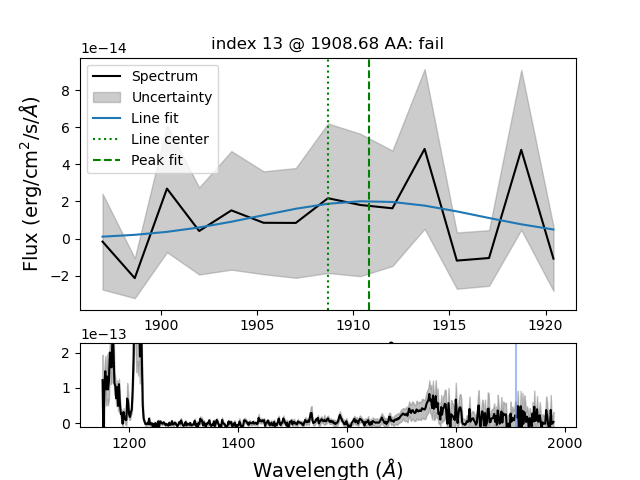 index 13 @ 1908.68 AA: fail
1e−14
Spectrum
Uncertainty
Line fit
Line center
Peak fit
8
6
4
2
0
−2
Flux (erg/cm²/s/Å)
1900 1905 1910 1915 1920
1e−13
2
1
0
1200 1400 1600 1800 2000
Wavelength (Å)